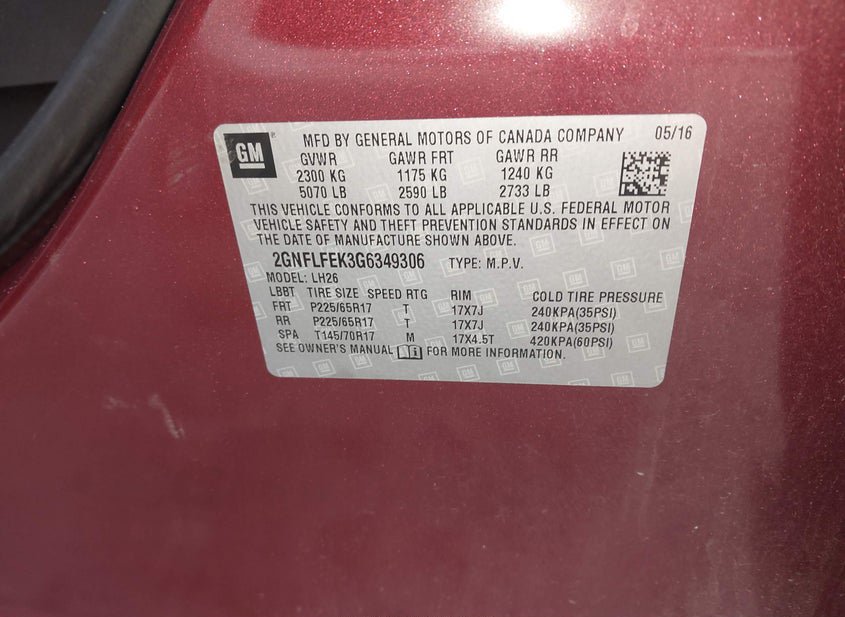 GM MFD BY GENERAL MOTORS OF CANADA COMPANY 05/16
GVWR GAWR FRT GAWR RR
2300 KG 1175 KG 1240 KG
5070 LB 2590 LB 2733 LB
THIS VEHICLE CONFORMS TO ALL APPLICABLE U.S. FEDERAL MOTOR
VEHICLE SAFETY AND THEFT PREVENTION STANDARDS IN EFFECT ON
THE DATE OF MANUFACTURE SHOWN ABOVE.
2GNFLFEK3G6349306 TYPE: M.P.V.
MODEL: LH26
LBBT TIRE SIZE SPEED RTG RIM COLD TIRE PRESSURE
FRT P225/65R17 T 17X7J 240KPA(35PSI)
RR P225/65R17 T 17X7J 240KPA(35PSI)
SPA T145/70R17 M 17X4.5T 420KPA(60PSI)
SEE OWNER'S MANUAL FOR MORE INFORMATION.